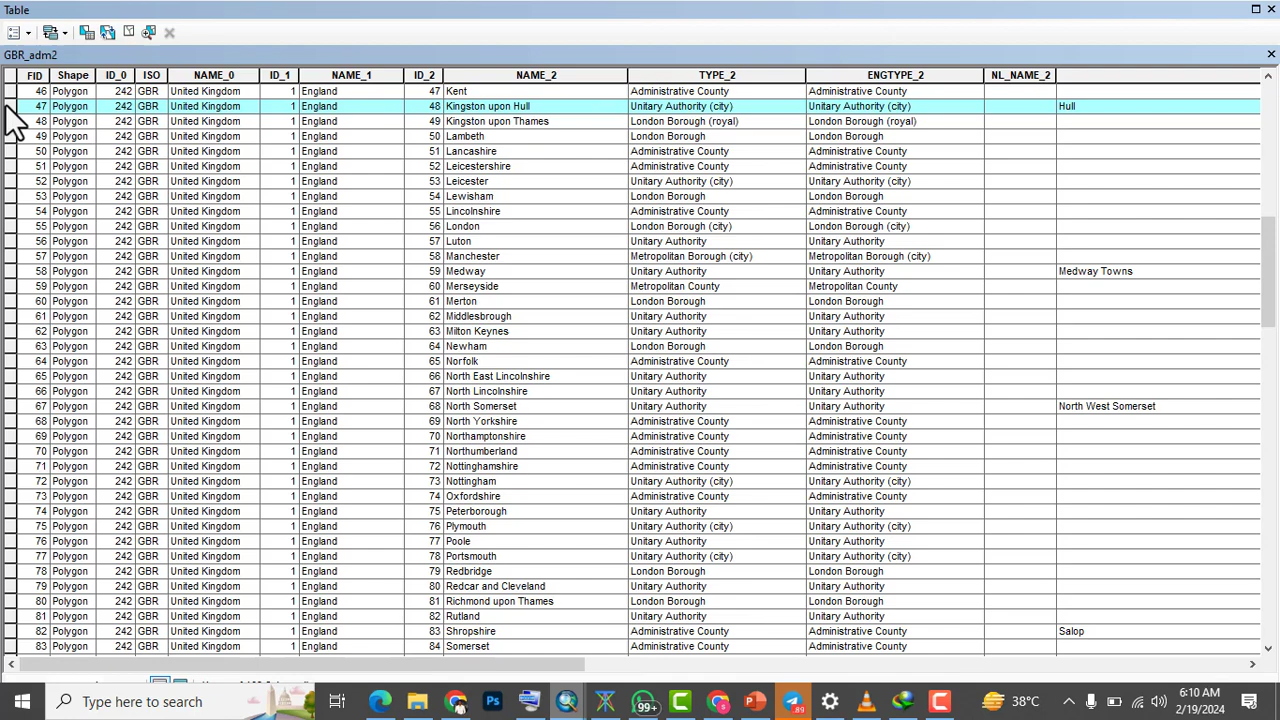 Table
GBR_adm2
FID Shape ID_0 ISO NAME_0 ID_1 NAME_1 ID_2 NAME_2 TYPE_2 ENGTYPE_2 NL_NAME_2
46 Polygon 242 GBR United Kingdom 1 England 47 Kent Administrative County Administrative County
47 Polygon 242 GBR United Kingdom 1 England 48 Kingston upon Hull Unitary Authority (city) Unitary Authority (city) Hull
48 Polygon 242 GBR United Kingdom 1 England 49 Kingston upon Thames London Borough (royal) London Borough (royal)
49 Polygon 242 GBR United Kingdom 1 England 50 Lambeth London Borough London Borough
50 Polygon 242 GBR United Kingdom 1 England 51 Lancashire Administrative County Administrative County
51 Polygon 242 GBR United Kingdom 1 England 52 Leicestershire Administrative County Administrative County
52 Polygon 242 GBR United Kingdom 1 England 53 Leicester Unitary Authority (city) Unitary Authority (city)
53 Polygon 242 GBR United Kingdom 1 England 54 Lewisham London Borough London Borough
54 Polygon 242 GBR United Kingdom 1 England 55 Lincolnshire Administrative County Administrative County
55 Polygon 242 GBR United Kingdom 1 England 56 London London Borough (city) London Borough (city)
56 Polygon 242 GBR United Kingdom 1 England 57 Luton Unitary Authority Unitary Authority
57 Polygon 242 GBR United Kingdom 1 England 58 Manchester Metropolitan Borough (city) Metropolitan Borough (city)
58 Polygon 242 GBR United Kingdom 1 England 59 Medway Unitary Authority Unitary Authority Medway Towns
59 Polygon 242 GBR United Kingdom 1 England 60 Merseyside Metropolitan County Metropolitan County
60 Polygon 242 GBR United Kingdom 1 England 61 Merton London Borough London Borough
61 Polygon 242 GBR United Kingdom 1 England 62 Middlesbrough Unitary Authority Unitary Authority
62 Polygon 242 GBR United Kingdom 1 England 63 Milton Keynes Unitary Authority Unitary Authority
63 Polygon 242 GBR United Kingdom 1 England 64 Newham London Borough London Borough
64 Polygon 242 GBR United Kingdom 1 England 65 Norfolk Administrative County Administrative County
65 Polygon 242 GBR United Kingdom 1 England 66 North East Lincolnshire Unitary Authority Unitary Authority
66 Polygon 242 GBR United Kingdom 1 England 67 North Lincolnshire Unitary Authority Unitary Authority
67 Polygon 242 GBR United Kingdom 1 England 68 North Somerset Unitary Authority Unitary Authority North West Somerset
68 Polygon 242 GBR United Kingdom 1 England 69 North Yorkshire Administrative County Administrative County
69 Polygon 242 GBR United Kingdom 1 England 70 Northamptonshire Administrative County Administrative County
70 Polygon 242 GBR United Kingdom 1 England 71 Northumberland Administrative County Administrative County
71 Polygon 242 GBR United Kingdom 1 England 72 Nottinghamshire Administrative County Administrative County
72 Polygon 242 GBR United Kingdom 1 England 73 Nottingham Unitary Authority (city) Unitary Authority (city)
73 Polygon 242 GBR United Kingdom 1 England 74 Oxfordshire Administrative County Administrative County
74 Polygon 242 GBR United Kingdom 1 England 75 Peterborough Unitary Authority (city) Unitary Authority (city)
75 Polygon 242 GBR United Kingdom 1 England 76 Plymouth Unitary Authority (city) Unitary Authority (city)
76 Polygon 242 GBR United Kingdom 1 England 77 Poole Unitary Authority Unitary Authority
77 Polygon 242 GBR United Kingdom 1 England 78 Portsmouth Unitary Authority (city) Unitary Authority (city)
78 Polygon 242 GBR United Kingdom 1 England 79 Redbridge London Borough London Borough
79 Polygon 242 GBR United Kingdom 1 England 80 Redcar and Cleveland Unitary Authority Unitary Authority
80 Polygon 242 GBR United Kingdom 1 England 81 Richmond upon Thames London Borough London Borough
81 Polygon 242 GBR United Kingdom 1 England 82 Rutland Unitary Authority Unitary Authority
82 Polygon 242 GBR United Kingdom 1 England 83 Shropshire Administrative County Administrative County Salop
83 Polygon 242 GBR United Kingdom 1 England 84 Somerset Administrative County Administrative County
Type here to search Ps 99+ 89 38°C 6:10 AM
2/19/2024